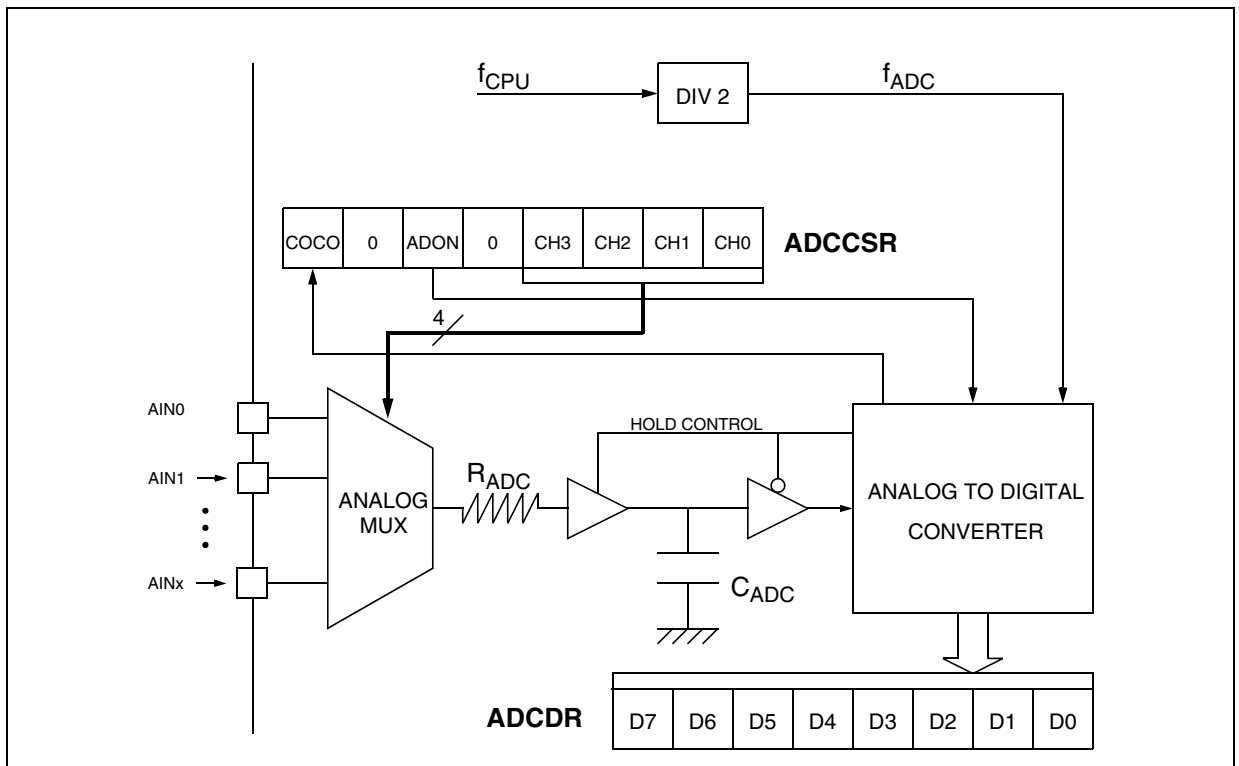 fCPU
DIV 2
fADC
COCO 0 ADON 0 CH3 CH2 CH1 CH0
ADCCSR
4
AIN0
HOLD CONTROL
AIN1
RADC
ANALOG
MUX
ANALOG TO DIGITAL
CONVERTER
AINx
CADC
ADCDR
D7 D6 D5 D4 D3 D2 D1 D0